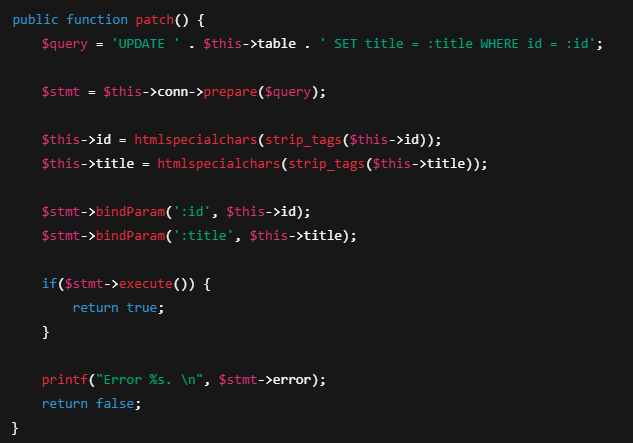 public function patch() {
    $query = 'UPDATE ' . $this->table . ' SET title = :title WHERE id = :id';

    $stmt = $this->conn->prepare($query);

    $this->id = htmlspecialchars(strip_tags($this->id));
    $this->title = htmlspecialchars(strip_tags($this->title));

    $stmt->bindParam(':id', $this->id);
    $stmt->bindParam(':title', $this->title);

    if($stmt->execute()) {
        return true;
    }

    printf("Error %s. \n", $stmt->error);
    return false;
}